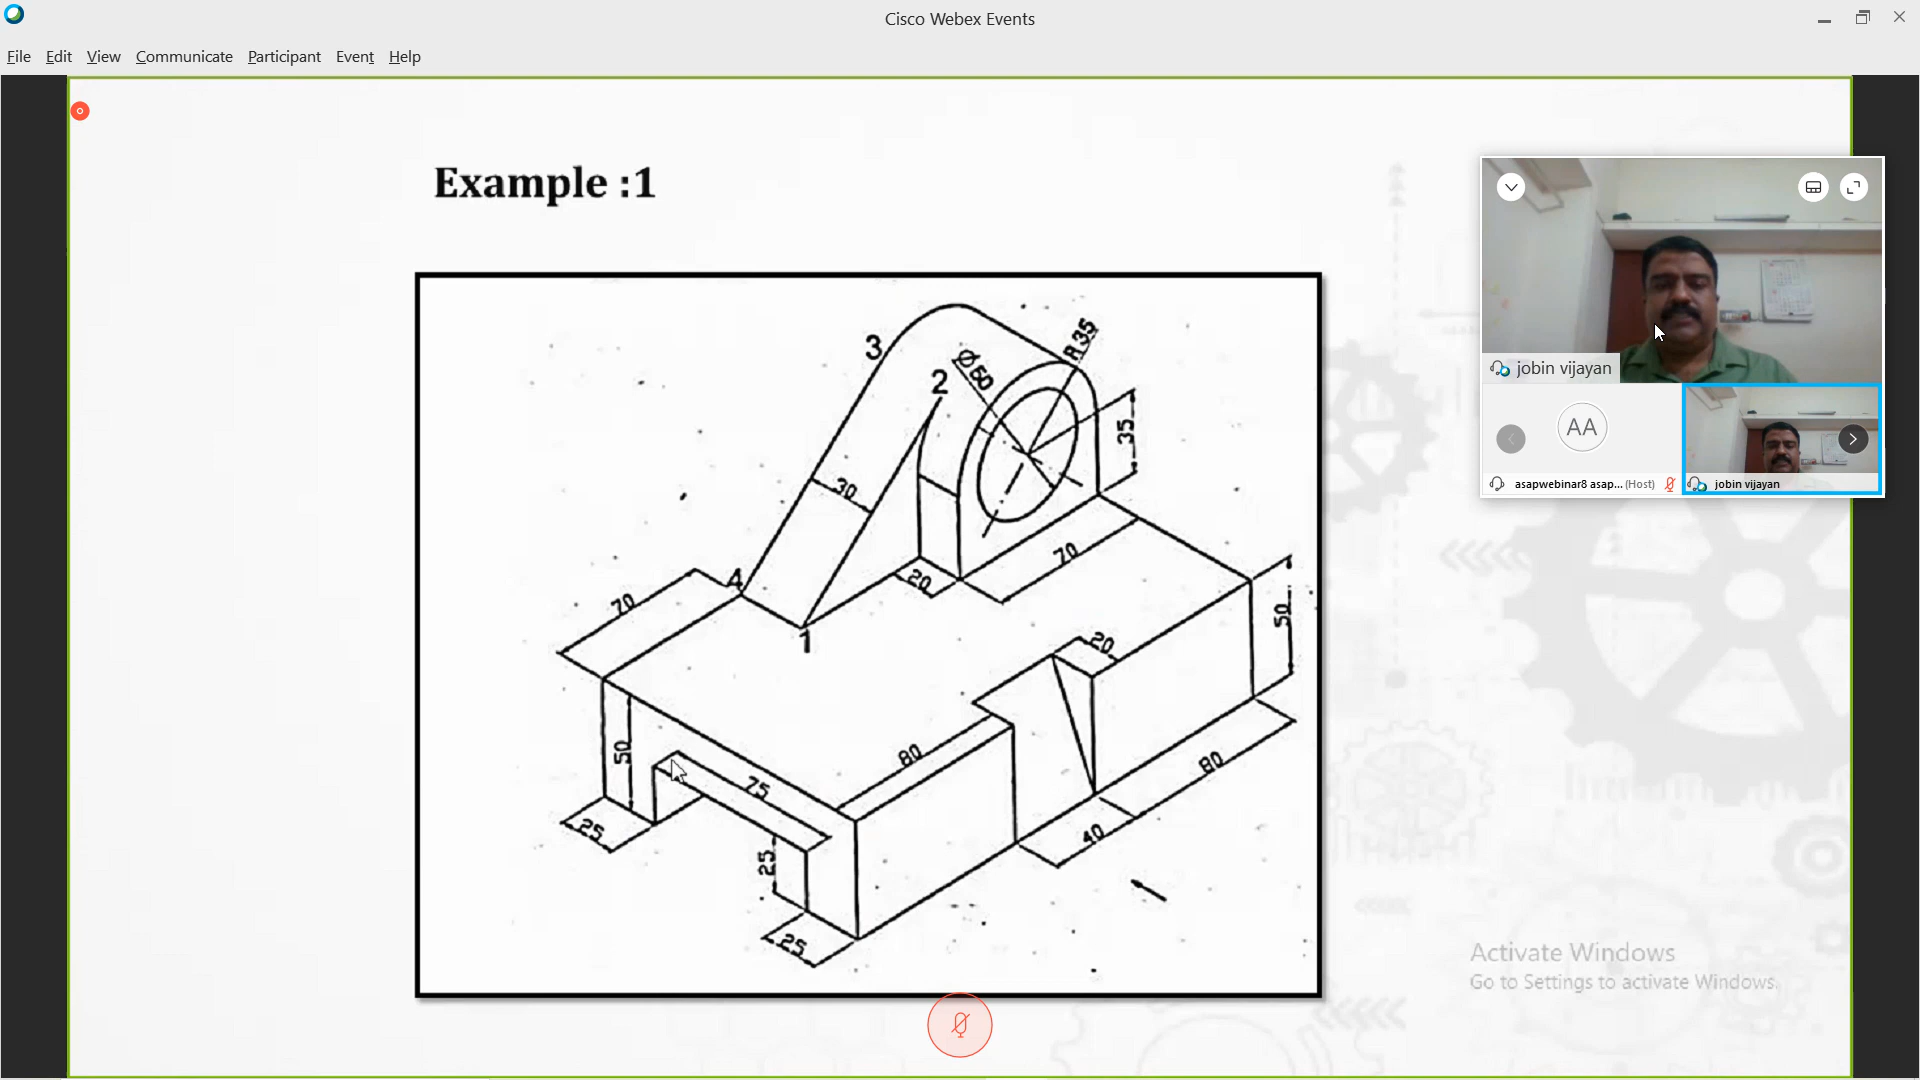 Cisco Webex Events
File Edit View Communicate Participant Event Help
Example :1
3
R35
Ø50
2
35
30
4
70
20
70
1
50
20
50
75
80
80
25
40
25
25
jobin vijayan
AA
asapwebinar8 asap... (Host)
jobin vijayan
Activate Windows
Go to Settings to activate Windows.